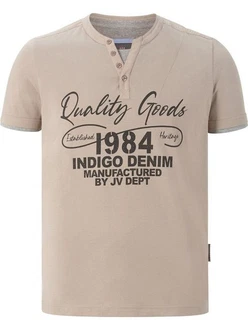 Quality Goods
Established Heritage
1984
INDIGO DENIM
MANUFACTURED
BY JV DEPT